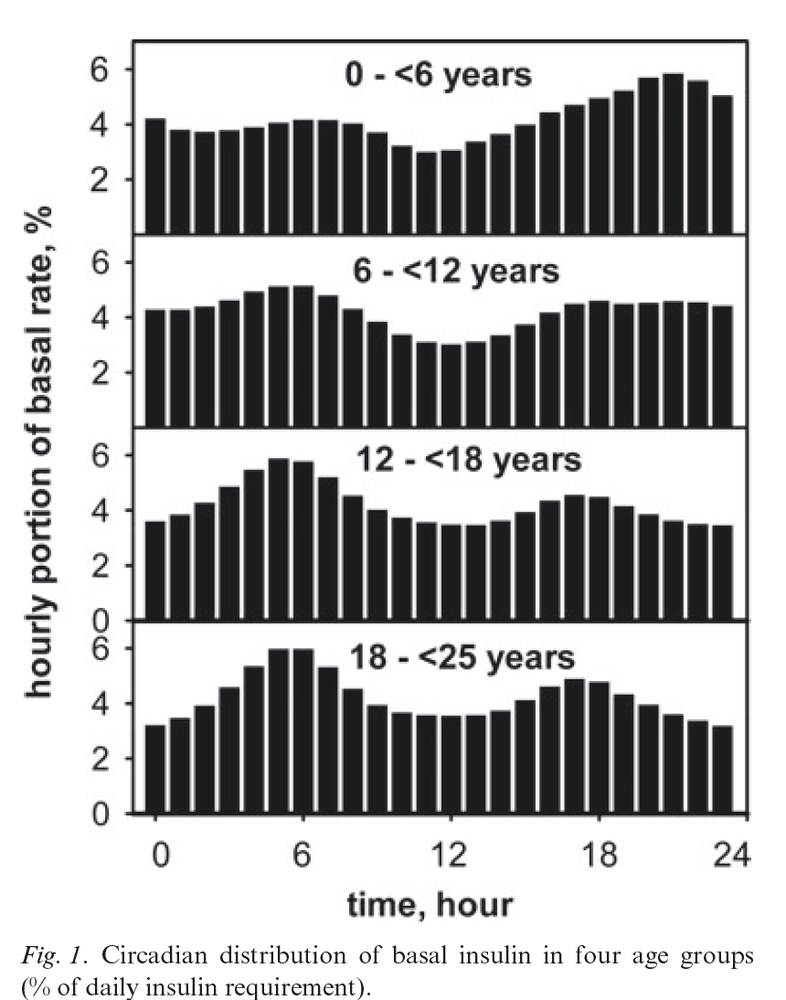 hourly portion of basal rate, %
0 - <6 years
6
4
2
6 - <12 years
6
4
2
12 - <18 years
6
4
2
0
18 - <25 years
6
4
2
0
0 6 12 18 24
time, hour
Fig. 1. Circadian distribution of basal insulin in four age groups
(% of daily insulin requirement).